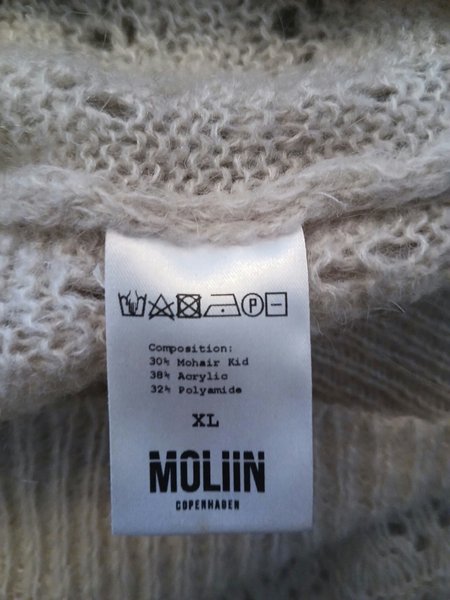 P
Composition:
30% Mohair Kid
38% Acrylic
32% Polyamide
XL
MOLIIN
COPENHAGEN